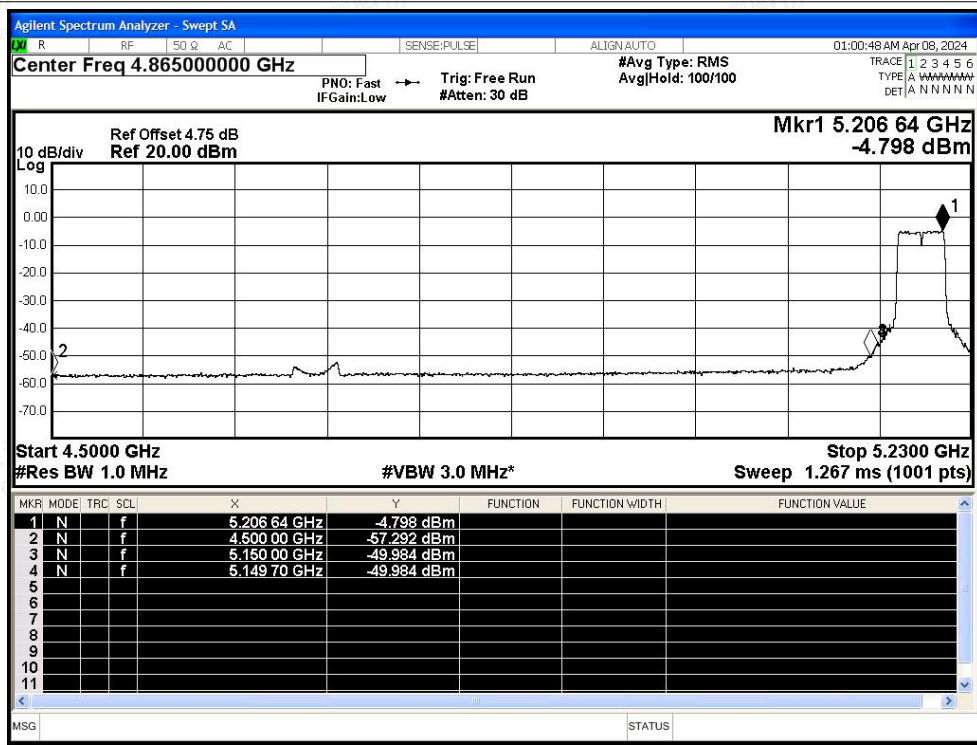 Agilent Spectrum Analyzer - Swept SA
LXI R RF 50 Ω AC SENSE:PULSE ALIGN AUTO 01:00:48 AM Apr 08, 2024
Center Freq 4.865000000 GHz #Avg Type: RMS TRACE 1 2 3 4 5 6
PNO: Fast Trig: Free Run Avg|Hold: 100/100 TYPE A WWWWW
IFGain:Low #Atten: 30 dB DET A N N N N N
Mkr1 5.206 64 GHz
-4.798 dBm
Ref Offset 4.75 dB
10 dB/div Ref 20.00 dBm
Log
10.0
0.00
-10.0
-20.0
-30.0
-40.0
-50.0
-60.0
-70.0
1
2
Start 4.5000 GHz Stop 5.2300 GHz
#Res BW 1.0 MHz #VBW 3.0 MHz* Sweep 1.267 ms (1001 pts)
MKR MODE TRC SCL X Y FUNCTION FUNCTION WIDTH FUNCTION VALUE
1 N f 5.206 64 GHz -4.798 dBm
2 N f 4.500 00 GHz -57.292 dBm
3 N f 5.150 00 GHz -49.984 dBm
4 N f 5.149 70 GHz -49.984 dBm
5
6
7
8
9
10
11
MSG STATUS